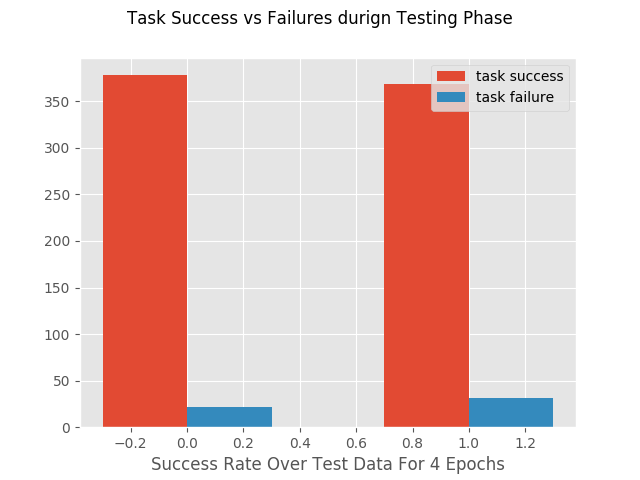 Task Success vs Failures durign Testing Phase
task success
task failure
350
300
250
200
150
100
50
0
−0.2 0.0 0.2 0.4 0.6 0.8 1.0 1.2
Success Rate Over Test Data For 4 Epochs